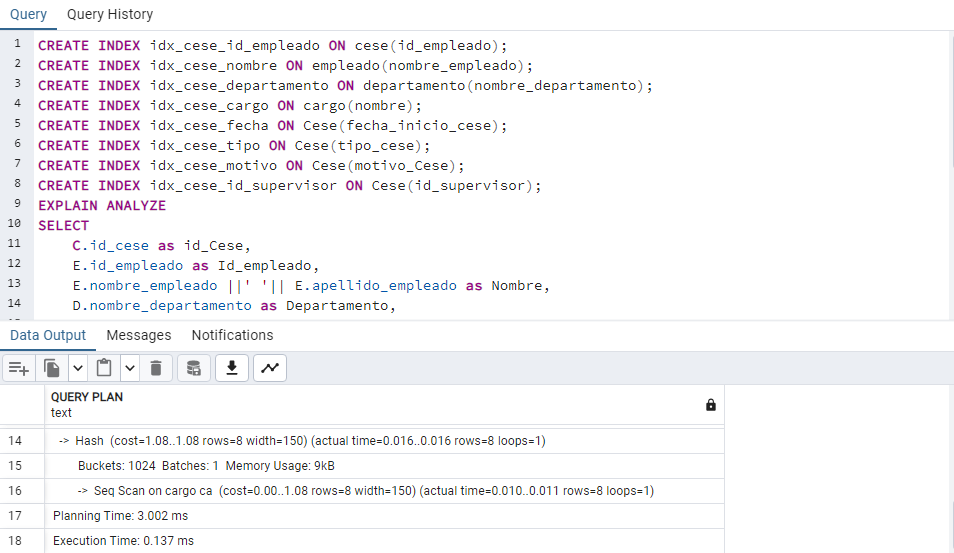 Query Query History
1 CREATE INDEX idx_cese_id_empleado ON cese(id_empleado);
2 CREATE INDEX idx_cese_nombre ON empleado(nombre_empleado);
3 CREATE INDEX idx_cese_departamento ON departamento(nombre_departamento);
4 CREATE INDEX idx_cese_cargo ON cargo(nombre);
5 CREATE INDEX idx_cese_fecha ON Cese(fecha_inicio_cese);
6 CREATE INDEX idx_cese_tipo ON Cese(tipo_cese);
7 CREATE INDEX idx_cese_motivo ON Cese(motivo_Cese);
8 CREATE INDEX idx_cese_id_supervisor ON Cese(id_supervisor);
9 EXPLAIN ANALYZE
10 SELECT
11 C.id_cese as id_Cese,
12 E.id_empleado as Id_empleado,
13 E.nombre_empleado ||' '|| E.apellido_empleado as Nombre,
14 D.nombre_departamento as Departamento,
Data Output Messages Notifications
QUERY PLAN
text
14 -> Hash (cost=1.08..1.08 rows=8 width=150) (actual time=0.016..0.016 rows=8 loops=1)
15 Buckets: 1024 Batches: 1 Memory Usage: 9kB
16 -> Seq Scan on cargo ca (cost=0.00..1.08 rows=8 width=150) (actual time=0.010..0.011 rows=8 loops=1)
17 Planning Time: 3.002 ms
18 Execution Time: 0.137 ms